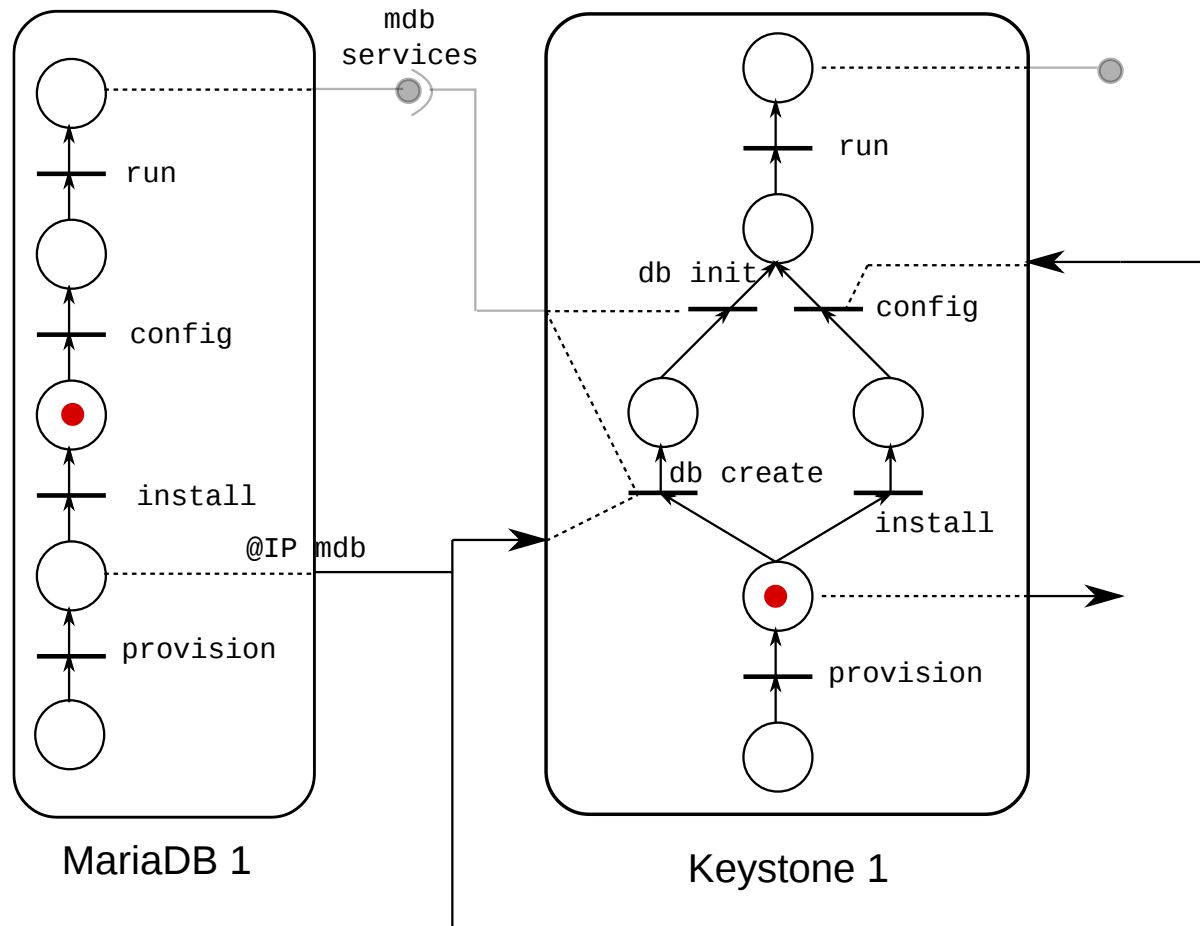 mdb
services
run
config
install
@IP mdb
provision
MariaDB 1
run
db init
config
db create
install
provision
Keystone 1